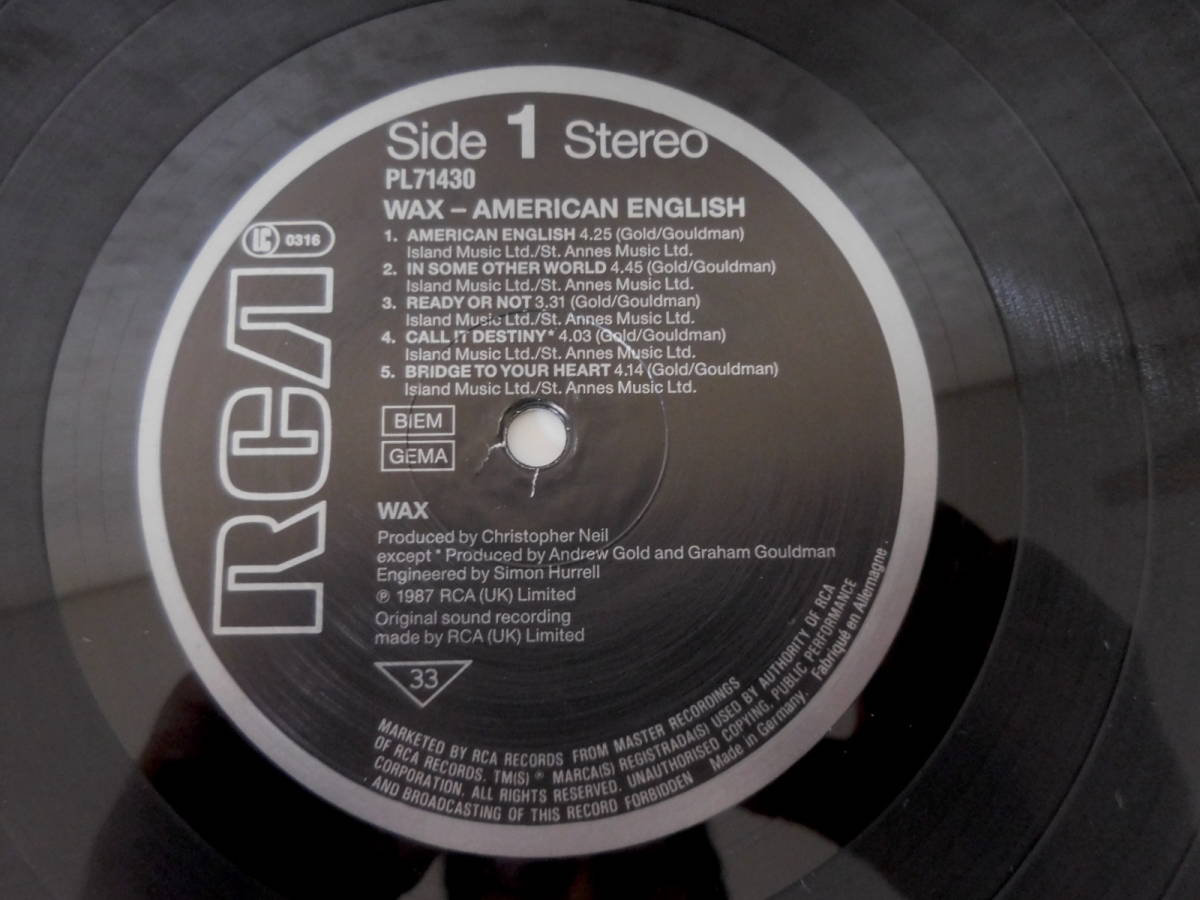 Side 1 Stereo
PL71430
WAX – AMERICAN ENGLISH
1. AMERICAN ENGLISH 4.25 (Gold/Gouldman)
Island Music Ltd./St. Annes Music Ltd.
2. IN SOME OTHER WORLD 4.45 (Gold/Gouldman)
Island Music Ltd./St. Annes Music Ltd.
3. READY OR NOT 3.31 (Gold/Gouldman)
Island Music Ltd./St. Annes Music Ltd.
4. CALL IT DESTINY* 4.03 (Gold/Gouldman)
Island Music Ltd./St. Annes Music Ltd.
5. BRIDGE TO YOUR HEART 4.14 (Gold/Gouldman)
Island Music Ltd./St. Annes Music Ltd.
LC 0316
RCA
BIEM
GEMA
WAX
Produced by Christopher Neil
except * Produced by Andrew Gold and Graham Gouldman
Engineered by Simon Hurrell
℗ 1987 RCA (UK) Limited
Original sound recording
made by RCA (UK) Limited
33
MARKETED BY RCA RECORDS FROM MASTER RECORDINGS
OF RCA RECORDS. TM(S) ® MARCA(S) REGISTRADA(S) USED BY AUTHORITY OF RCA
CORPORATION. ALL RIGHTS RESERVED. UNAUTHORISED COPYING, PUBLIC PERFORMANCE
AND BROADCASTING OF THIS RECORD FORBIDDEN Made in Germany. Fabriqué en Allemagne